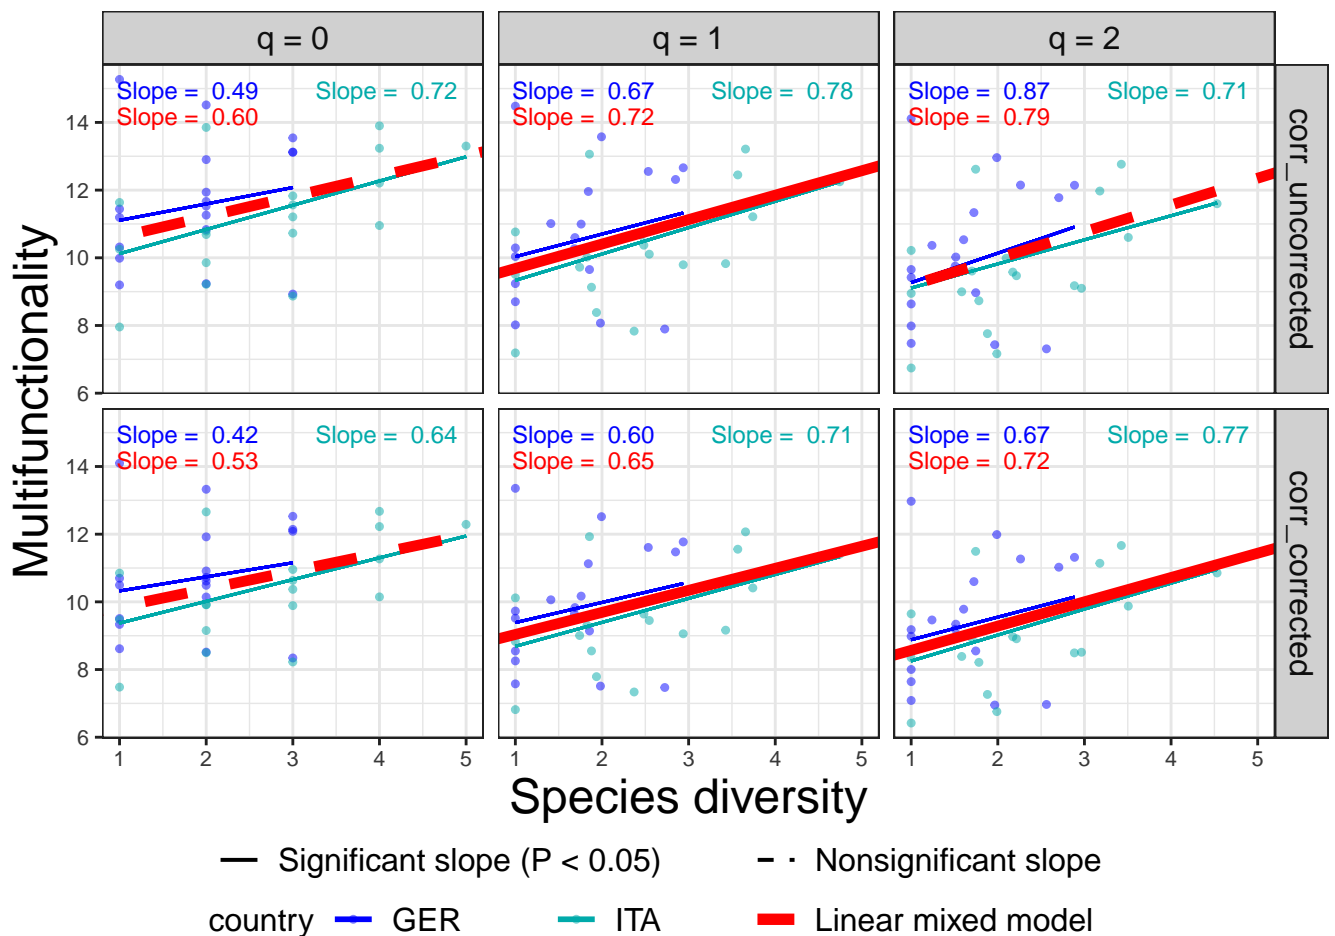 q = 0
q = 1
q = 2
Slope = 0.49
Slope = 0.72
Slope = 0.60
Slope = 0.67
Slope = 0.78
Slope = 0.72
Slope = 0.87
Slope = 0.71
Slope = 0.79
corr_uncorrected
14
12
10
8
6
Multifunctionality
Slope = 0.42
Slope = 0.64
Slope = 0.53
Slope = 0.60
Slope = 0.71
Slope = 0.65
Slope = 0.67
Slope = 0.77
Slope = 0.72
corr_corrected
14
12
10
8
6
1 2 3 4 5
1 2 3 4 5
1 2 3 4 5
Species diversity
Significant slope (P < 0.05)
Nonsignificant slope
country
GER
ITA
Linear mixed model